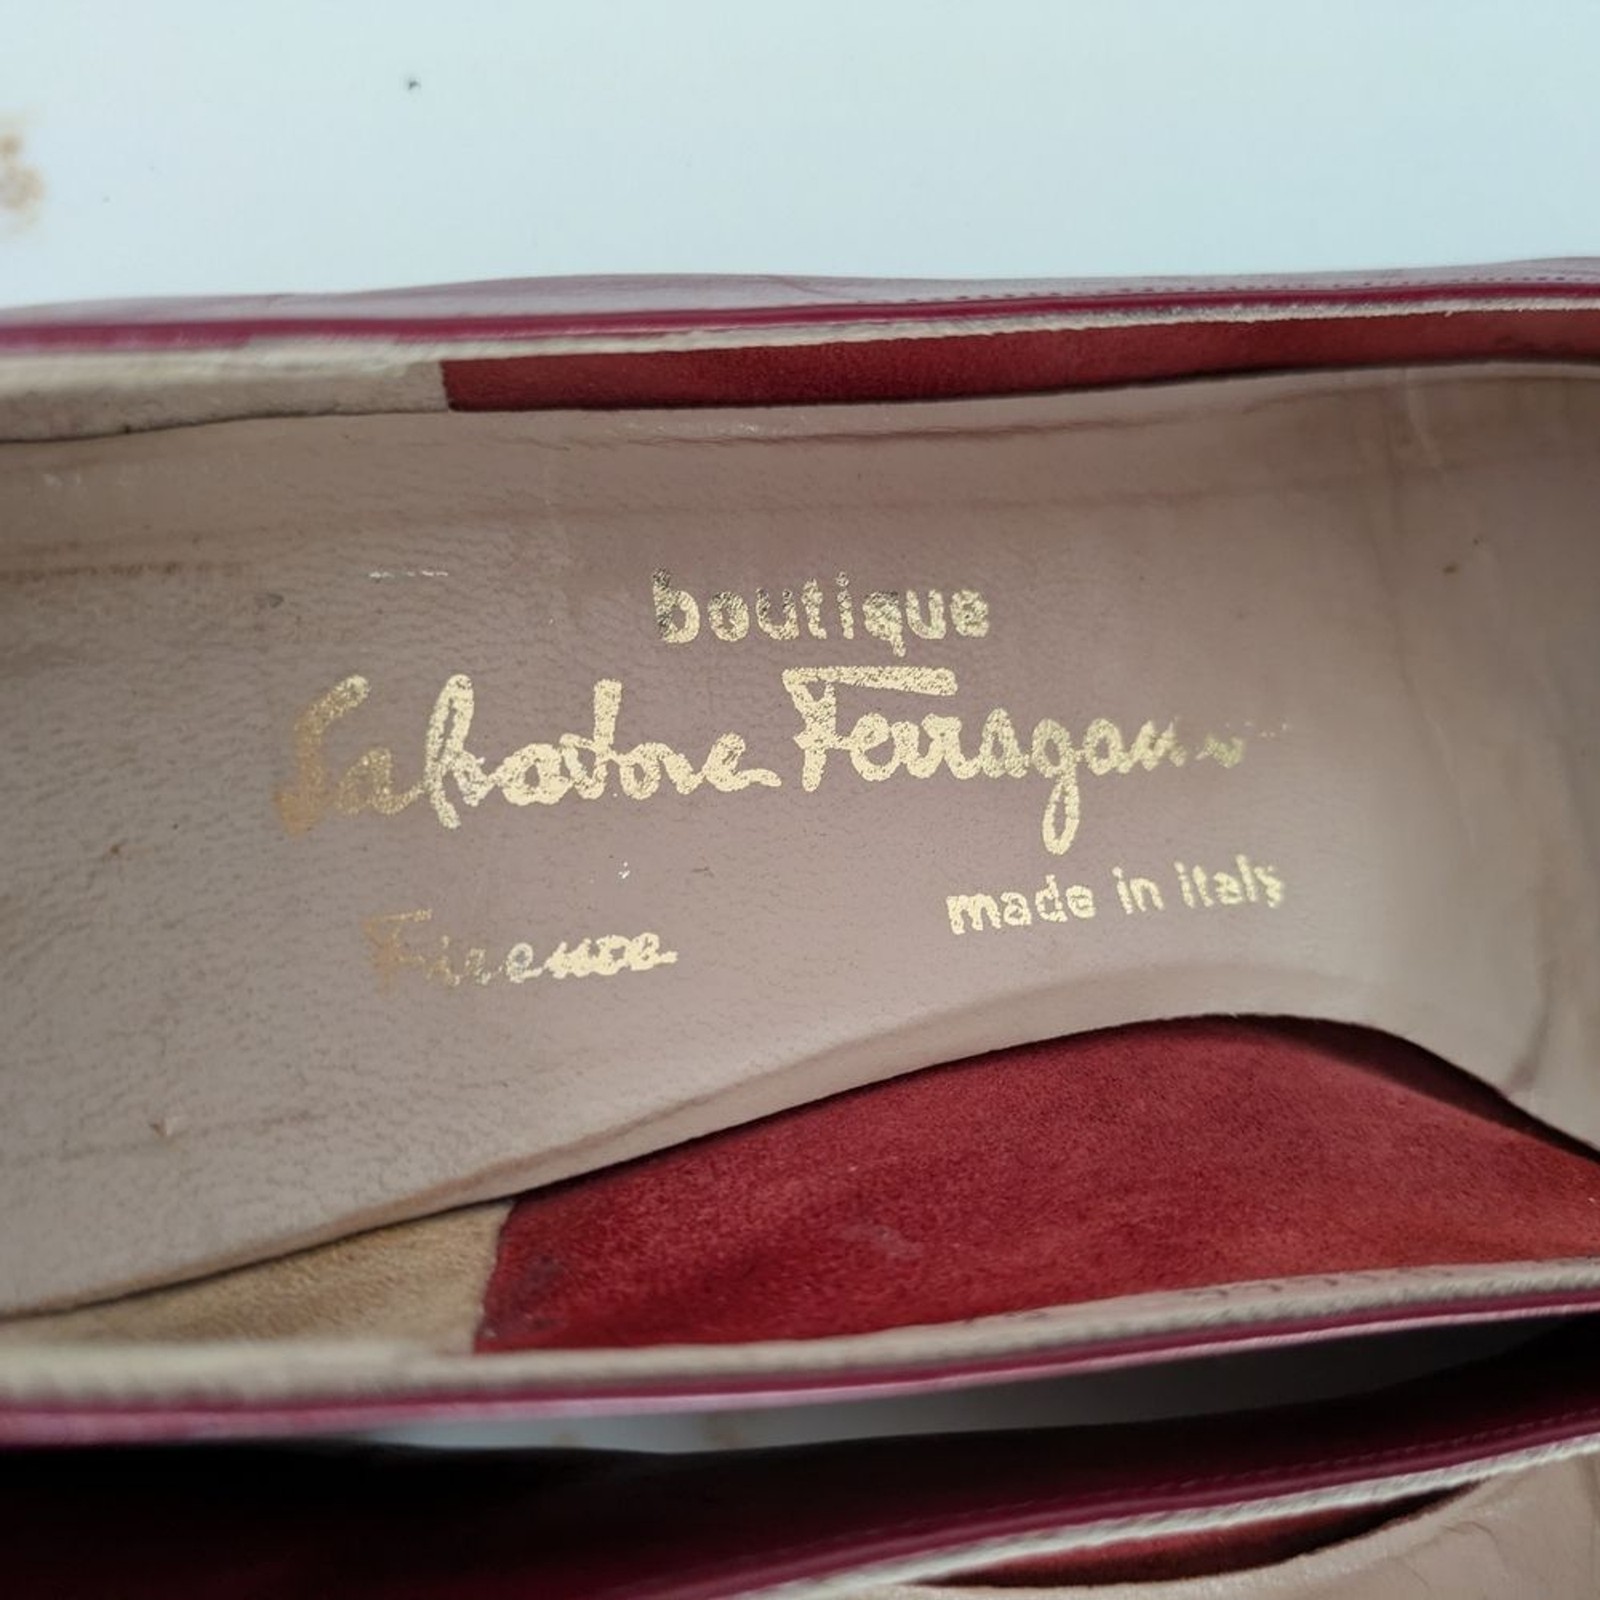 boutique
Salvatore Ferragamo
Firenze
made in italy